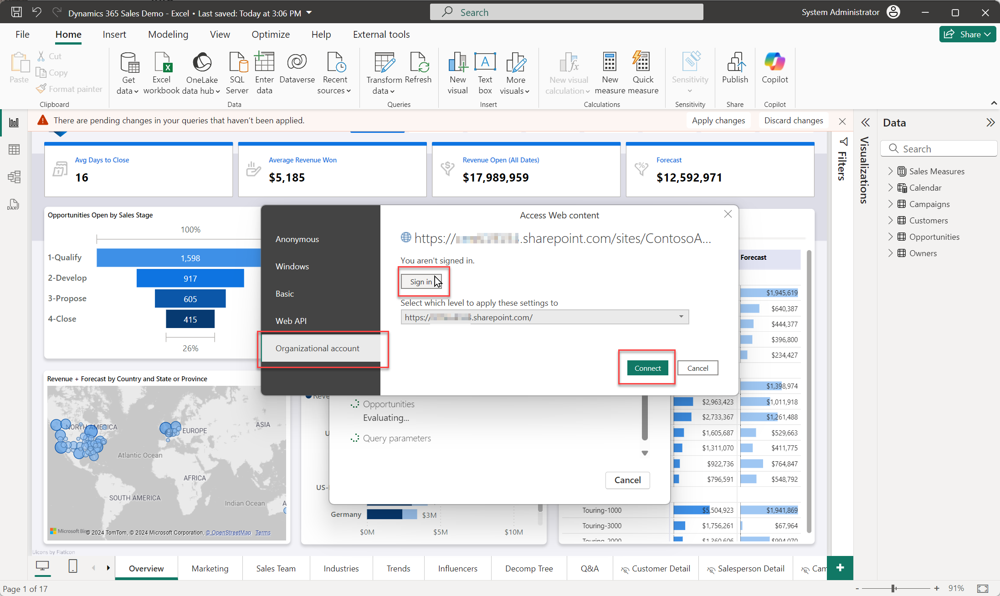 Dynamics 365 Sales Demo - Excel • Last saved: Today at 3:06 PM
Search
System Administrator
File Home Insert Modeling View Optimize Help External tools
Share
Paste
Cut
Copy
Format painter
Clipboard
Get data
Excel workbook
OneLake data hub
SQL Server
Enter data
Dataverse
Recent sources
Data
Transform data
Refresh
Queries
New visual
Text box
More visuals
Insert
New visual calculation
New measure
Quick measure
Calculations
Sensitivity
Sensitivity
Publish
Share
Copilot
Copilot
There are pending changes in your queries that haven't been applied.
Apply changes
Discard changes
Avg Days to Close
16
Average Revenue Won
$5,185
Revenue Open (All Dates)
$17,989,959
Forecast
$12,592,971
Filters
Visualizations
Data
Search
Sales Measures
Calendar
Campaigns
Customers
Opportunities
Owners
DAX
Opportunities Open by Sales Stage
100%
1-Qualify 1,598
2-Develop 917
3-Propose 605
4-Close 415
26%
Access Web content
Anonymous
Windows
Basic
Web API
Organizational account
https:// .sharepoint.com/sites/ContosoA...
You aren't signed in.
Sign in
Select which level to apply these settings to
https:// .sharepoint.com/
Connect
Cancel
Opportunities
Evaluating...
Query parameters
Cancel
Forecast
$1,945,619
$640,387
$444,377
$396,800
$234,427
$1,398,974
$2,963,423 $1,011,918
$2,733,367 $1,261,488
$1,605,687 $529,663
$1,311,070 $411,775
$922,736 $764,847
$796,591 $548,792
Touring-1000 $5,504,923 $1,941,869
Touring-3000 $1,756,261 $67,964
Touring-2000 $1,360,606 $994,070
Revenue + Forecast by Country and State or Province
NORTH AMERICA
EUROPE
ASIA
Atlantic Ocean
AFRICA
SOUTH AMERICA
Indian Ocean
A
Microsoft Bin
© 2024 TomTom, © 2024 Microsoft Corporation, © OpenStreetMap Terms
Reve
U
US-
Germany $3M
$0M $5M $10M
Uicons by Flaticon
Overview
Marketing
Sales Team
Industries
Trends
Influencers
Decomp Tree
Q&A
Customer Detail
Salesperson Detail
Cam
Page 1 of 17
- + 91%